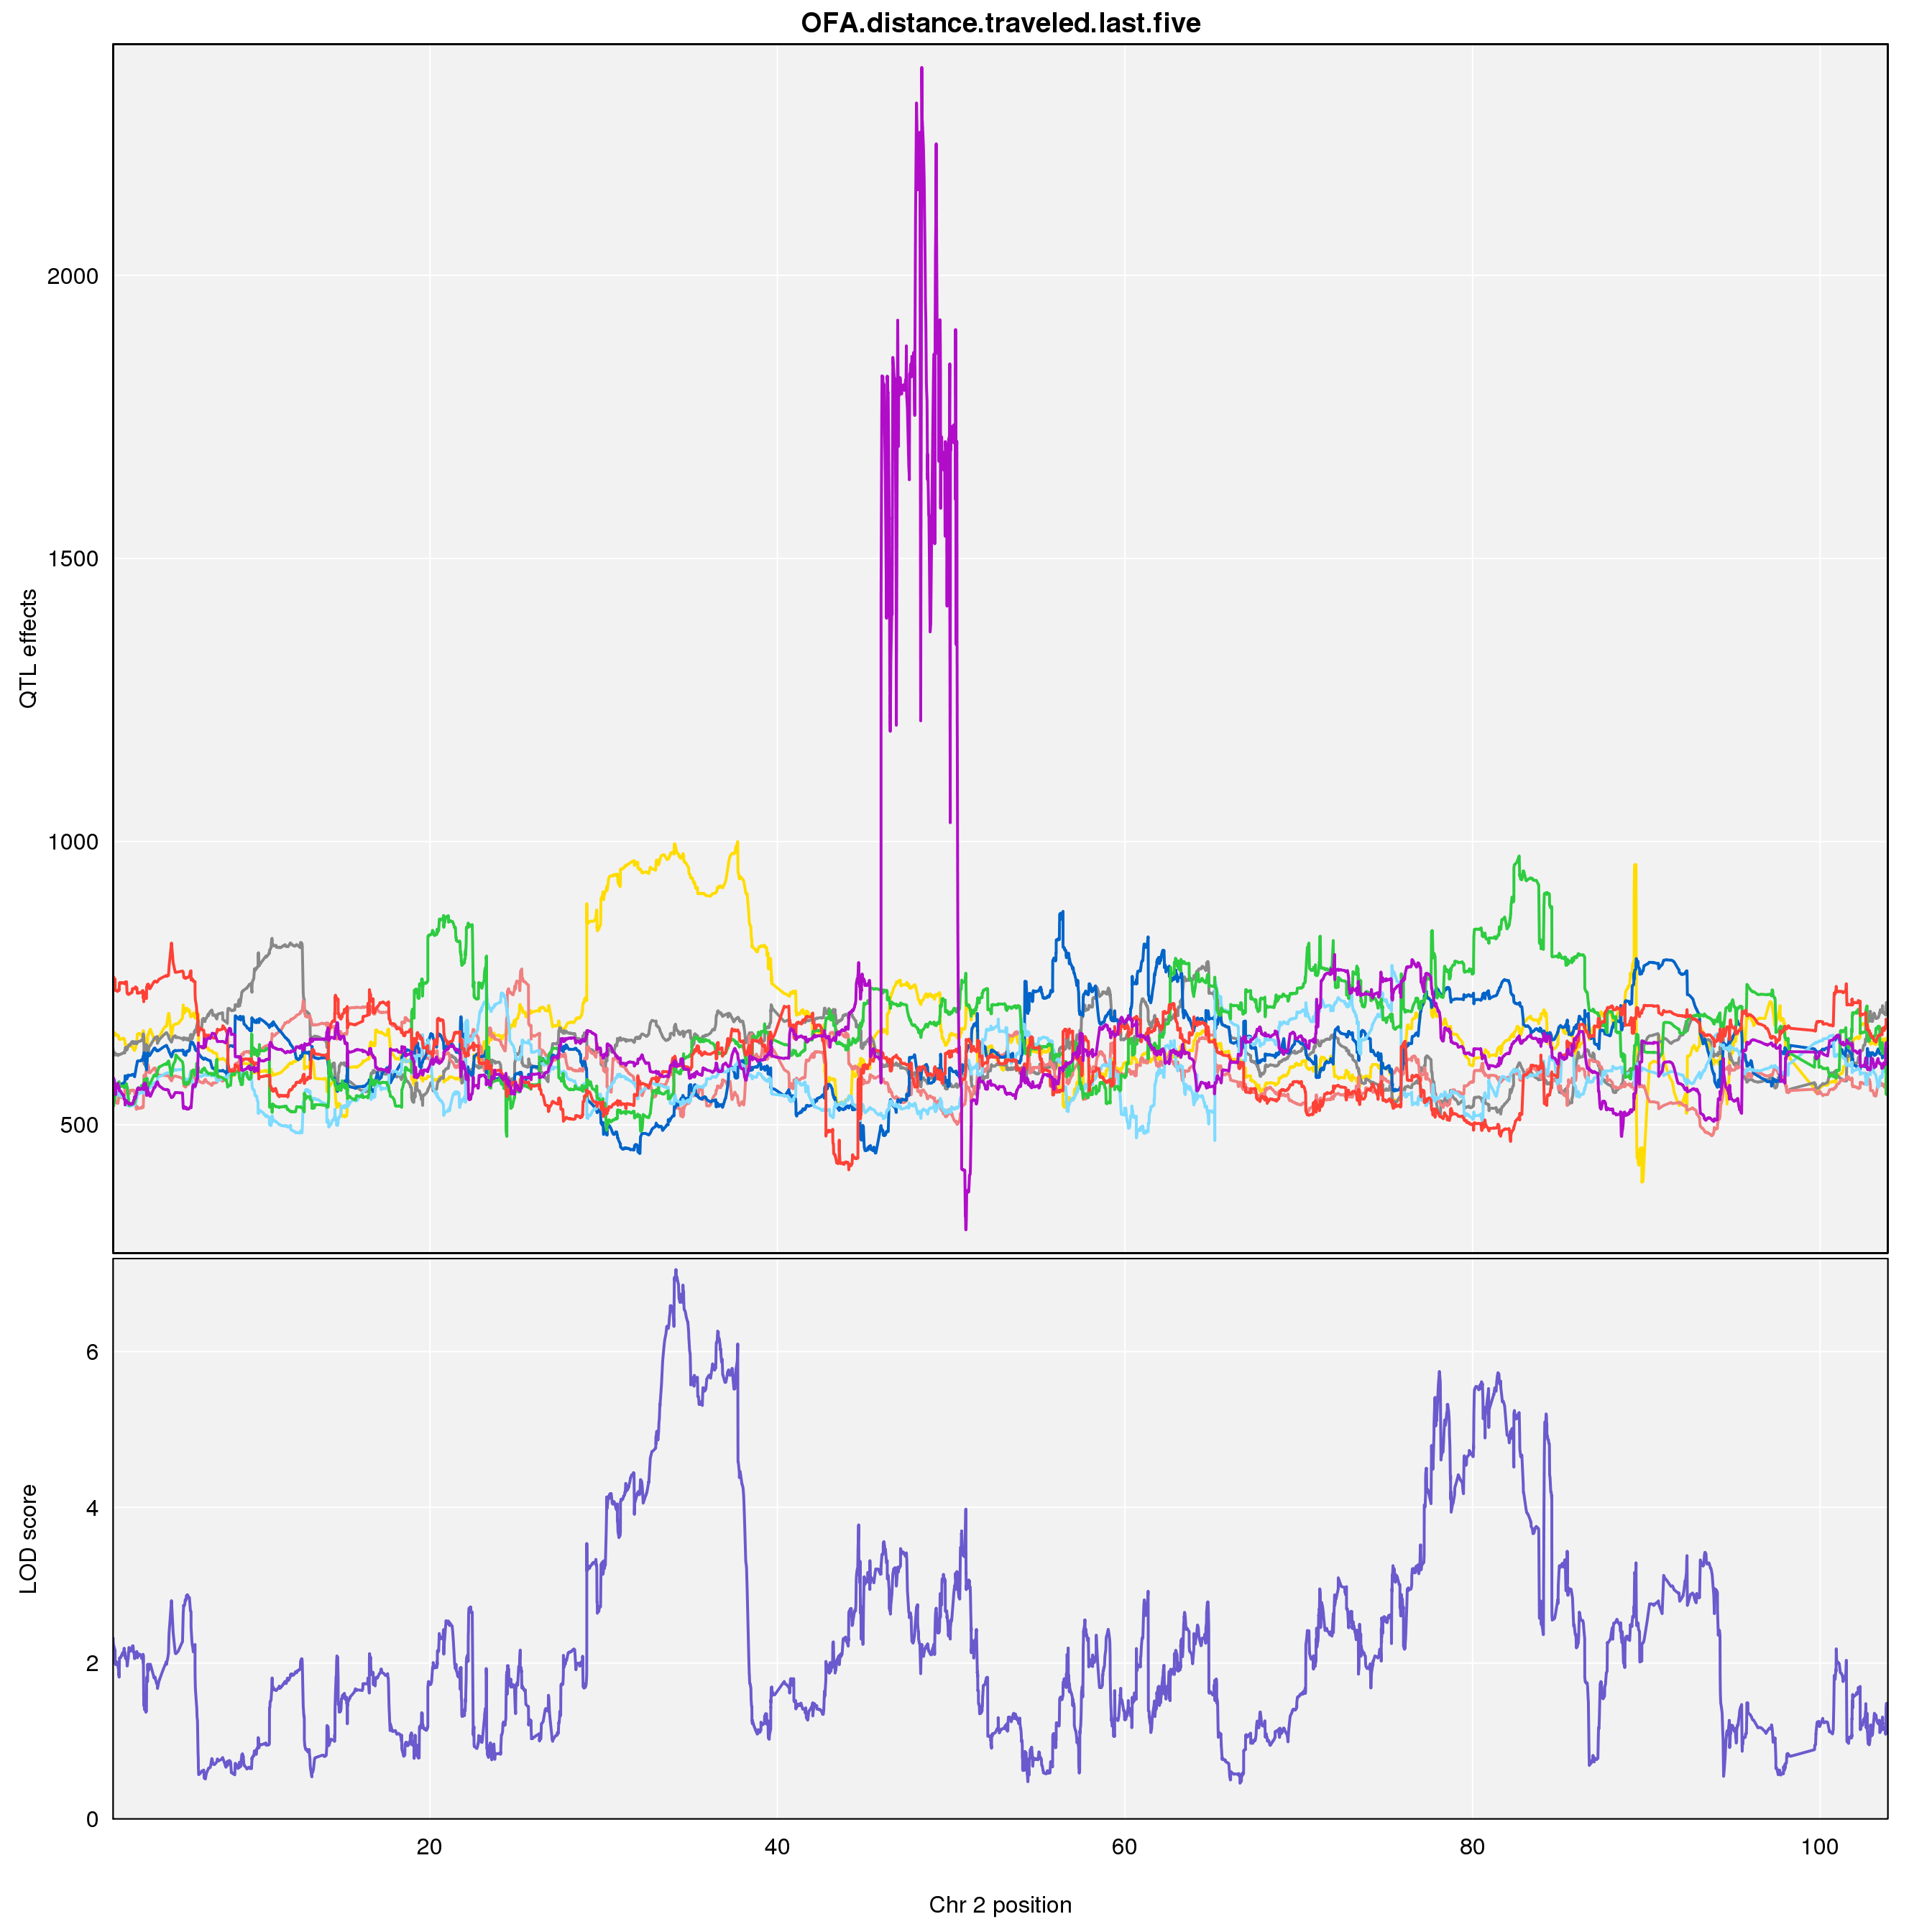 OFA.distance.traveled.last.five
2000
1500
1000
500
QTL effects
6
4
2
0
LOD score
20 40 60 80 100
Chr 2 position